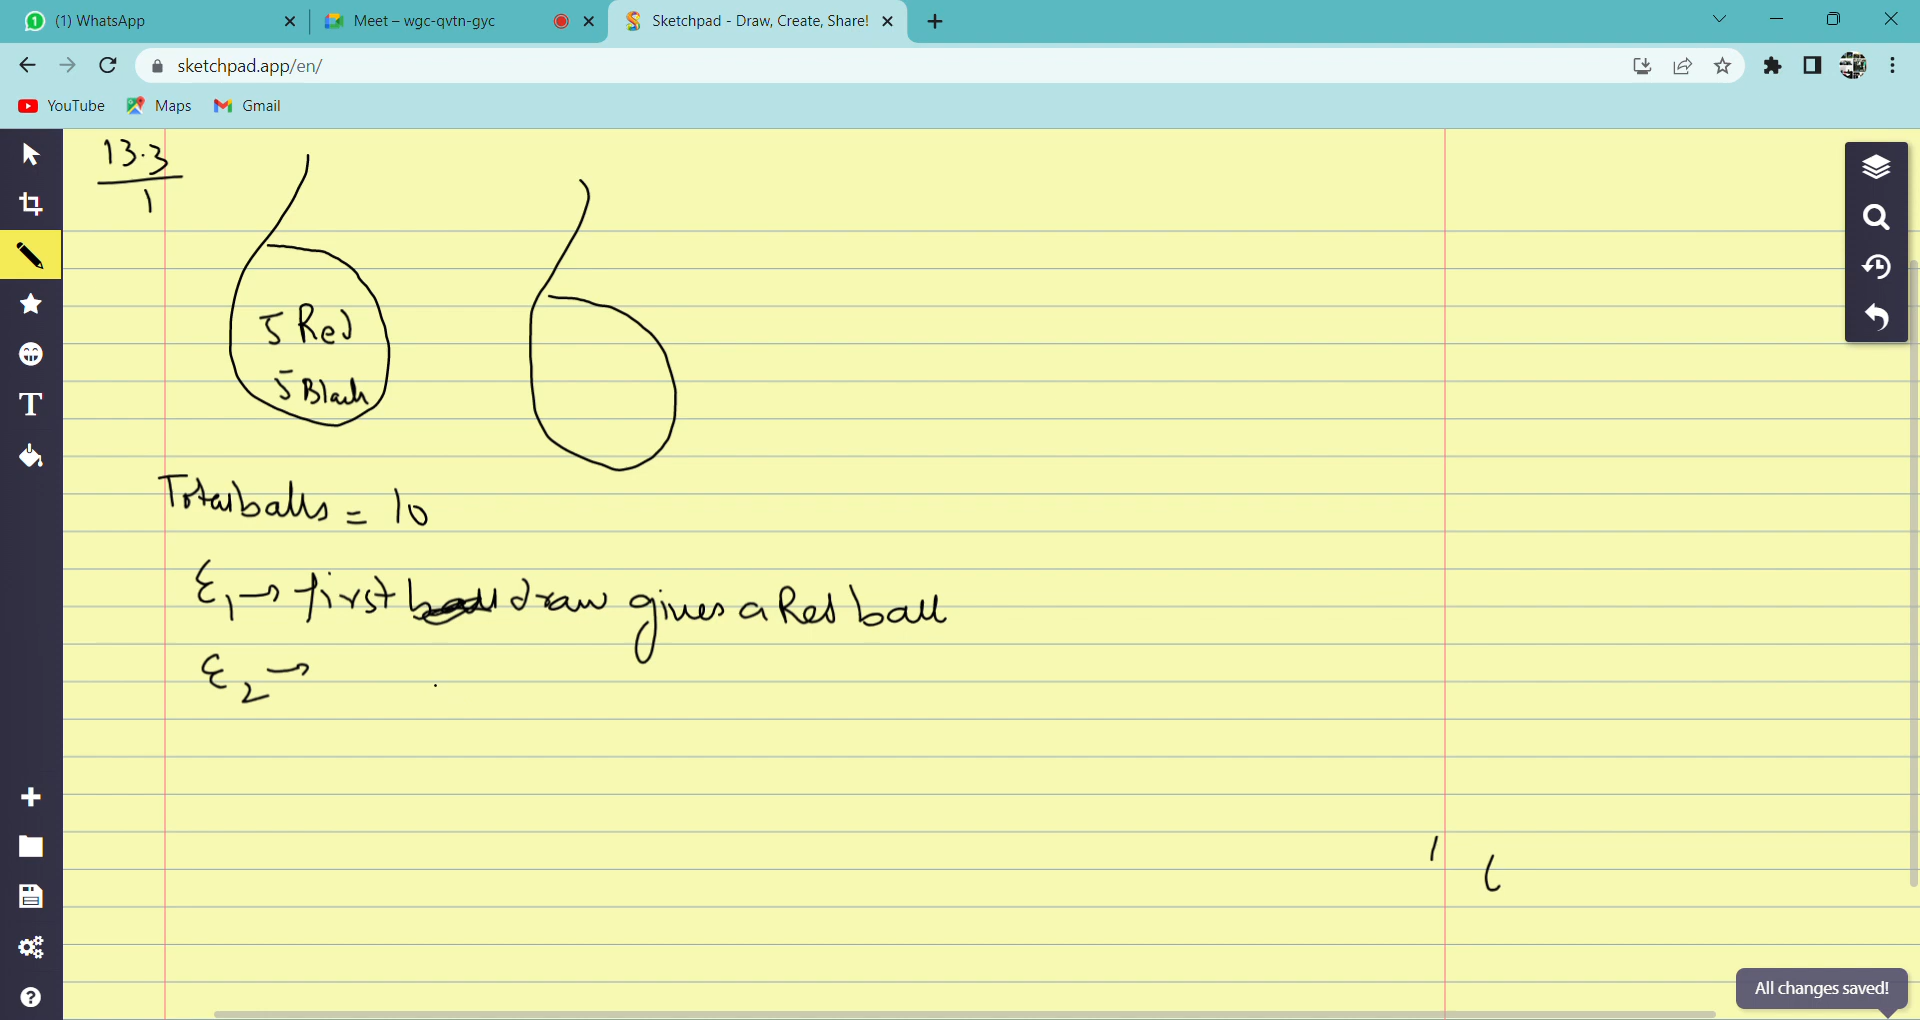 (1) WhatsApp
Meet – wgc-qvtn-gyc
Sketchpad - Draw, Create, Share!
sketchpad.app/en/
YouTube
Maps
Gmail
13.3
1
5 Red
5 Black
Total balls = 10
E1 → first draw gives a Red ball
E2 →
All changes saved!